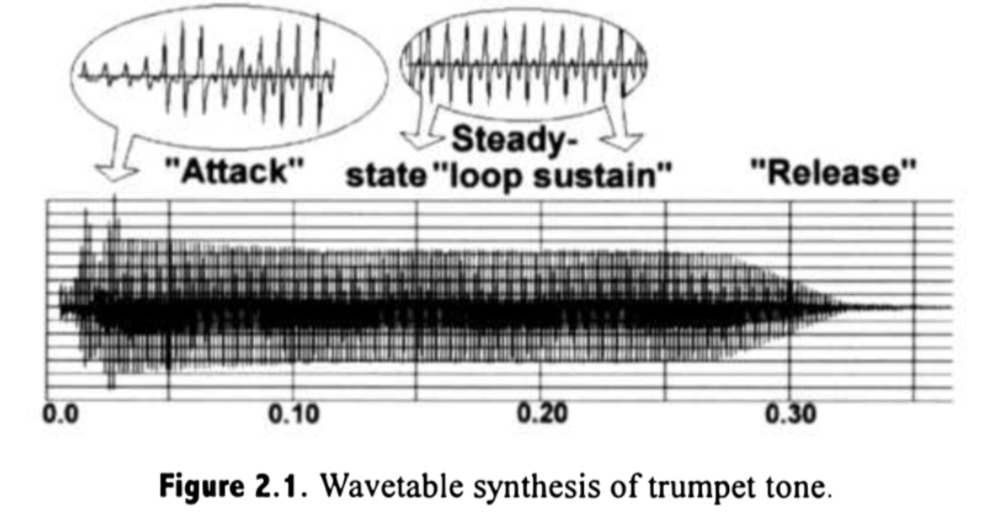 "Attack"
Steady-
state "loop sustain"
"Release"
0.0 0.10 0.20 0.30
Figure 2.1. Wavetable synthesis of trumpet tone.